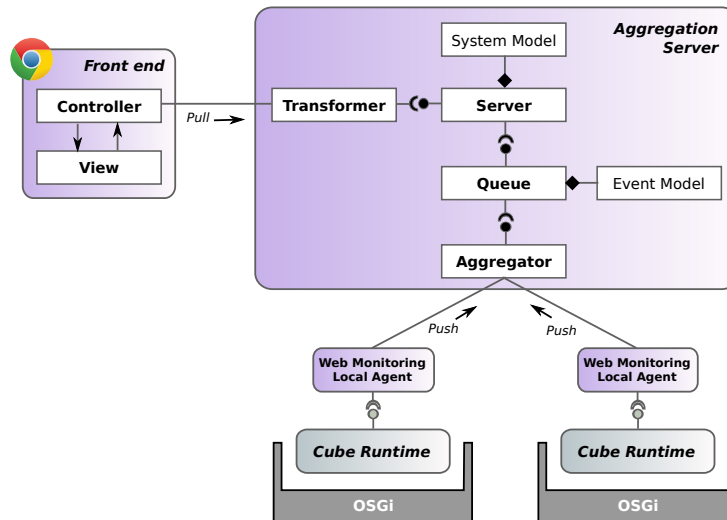 Aggregation
Server
System Model
Front end
Controller
Pull
Transformer
Server
View
Queue
Event Model
Aggregator
Push
Push
Web Monitoring
Local Agent
Web Monitoring
Local Agent
Cube Runtime
Cube Runtime
OSGi
OSGi